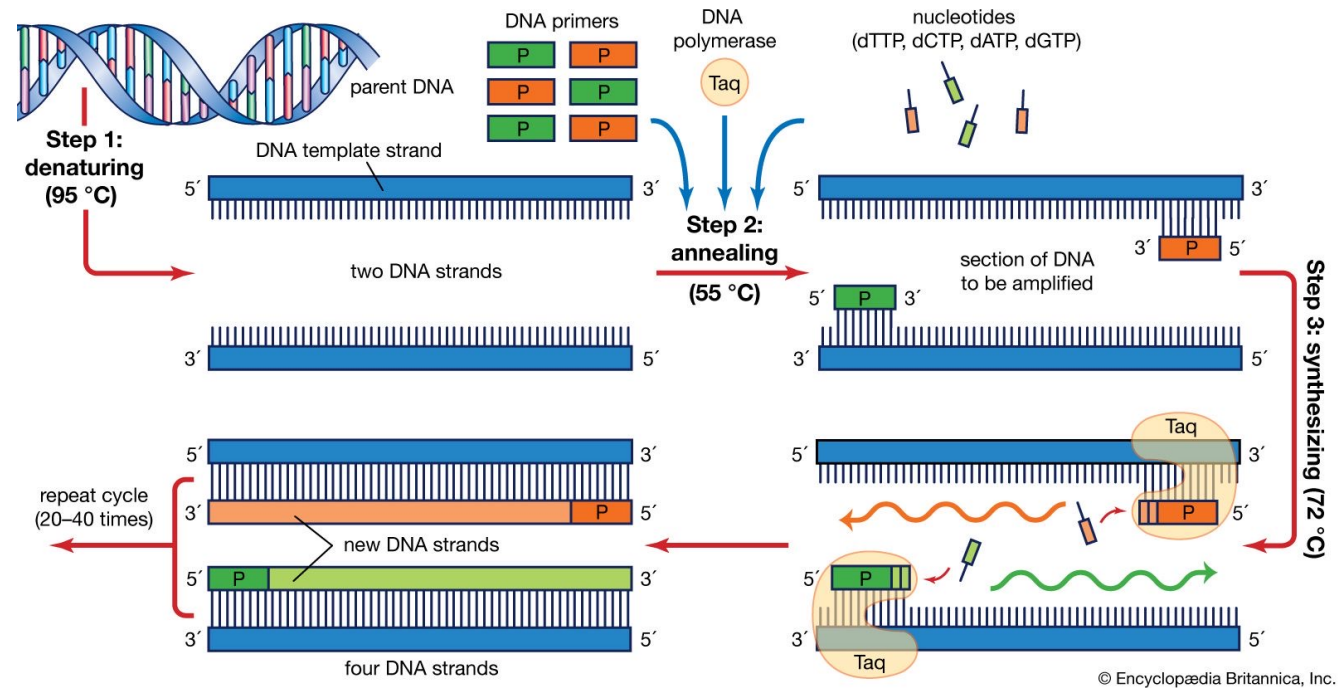 DNA primers
P
P
P
P
P
P
DNA
polymerase
Taq
nucleotides
(dTTP, dCTP, dATP, dGTP)
parent DNA
Step 1:
denaturing
(95 °C)
DNA template strand
5´
3´
two DNA strands
3´
5´
Step 2:
annealing
(55 °C)
5´
3´
3´
P
5´
section of DNA
to be amplified
5´
P
3´
3´
5´
Step 3: synthesizing (72 °C)
5´
Taq
3´
P
5´
5´
P
3´
Taq
5´
5´
3´
3´
P
5´
new DNA strands
5´
P
3´
3´
5´
four DNA strands
repeat cycle
(20–40 times)
© Encyclopædia Britannica, Inc.